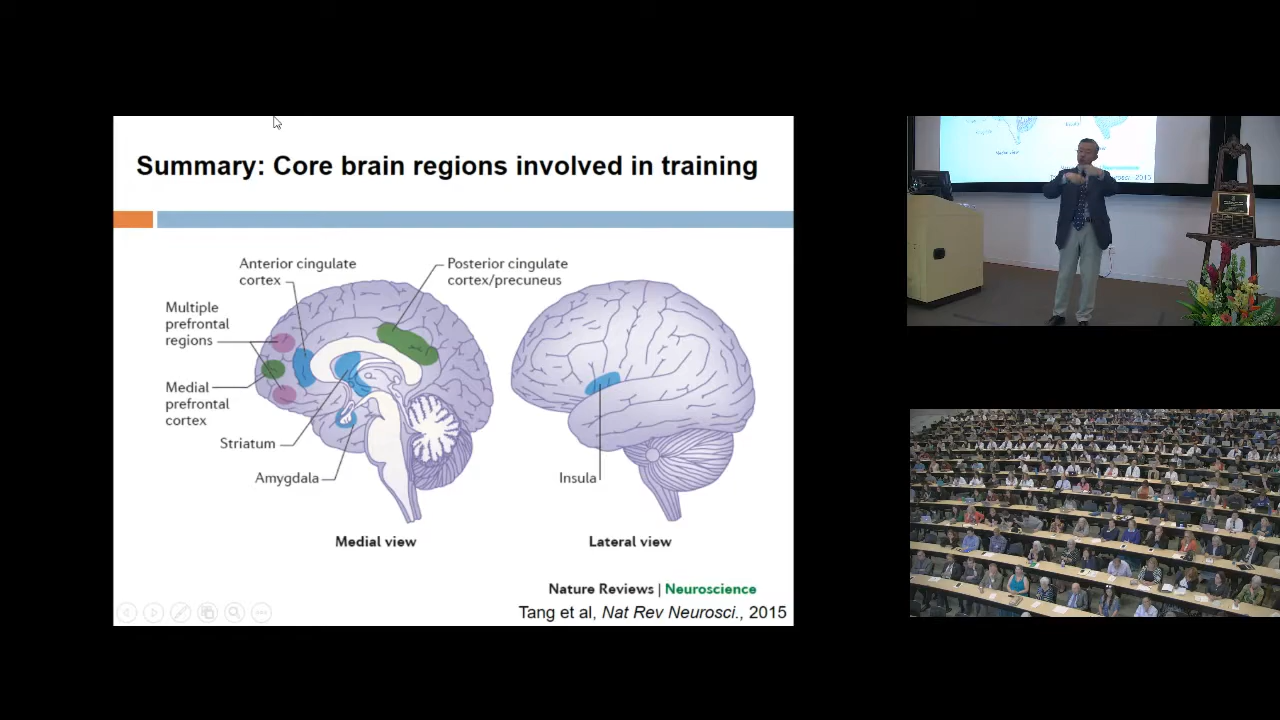 Summary: Core brain regions involved in training
Anterior cingulate
cortex
Posterior cingulate
cortex/precuneus
Multiple
prefrontal
regions
Medial
prefrontal
cortex
Striatum
Amygdala
Insula
Medial view
Lateral view
Nature Reviews | Neuroscience
Tang et al, Nat Rev Neurosci., 2015